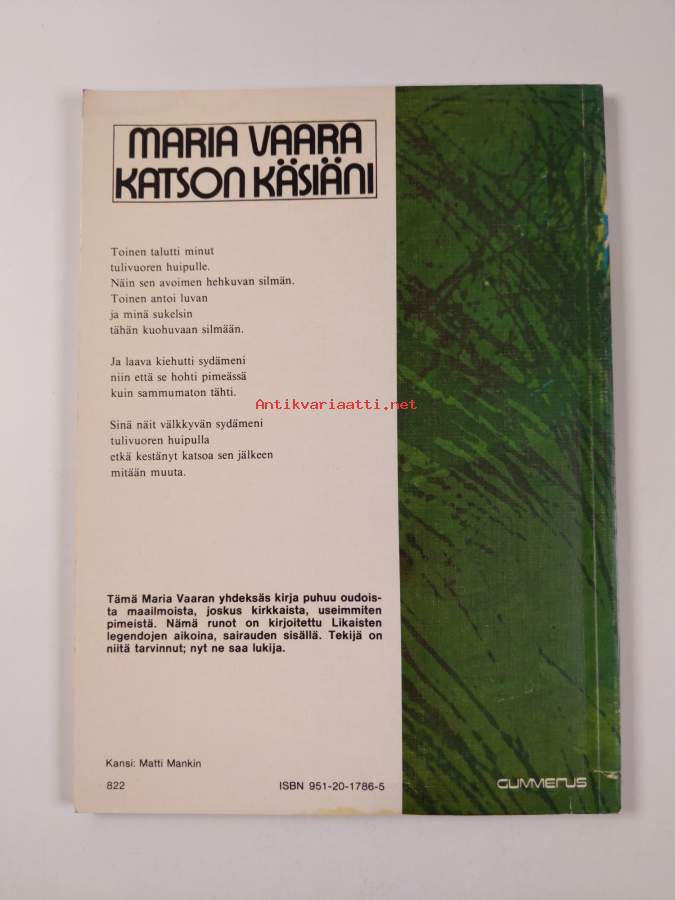 MARIA VAARA
KATSON KÄSIÄNI
Toinen talutti minut
tulivuoren huipulle.
Näin sen avoimen hehkuvan silmän.
Toinen antoi luvan
ja minä sukelsin
tähän kuohuvaan silmään.
Ja laava kiehutti sydämeni
niin että se hohti pimeässä
kuin sammumaton tähti.
Antikvariaatti.net
Sinä näit välkkyvän sydämeni
tulivuoren huipulla
etkä kestänyt katsoa sen jälkeen
mitään muuta.
Tämä Maria Vaaran yhdeksäs kirja puhuu oudois-
ta maailmoista, joskus kirkkaista, useimmiten
pimeistä. Nämä runot on kirjoitettu Likaisten
legendojen aikoina, sairauden sisällä. Tekijä on
niitä tarvinnut; nyt ne saa lukija.
Kansi: Matti Mankin
822 ISBN 951-20-1786-5
GUMMERUS